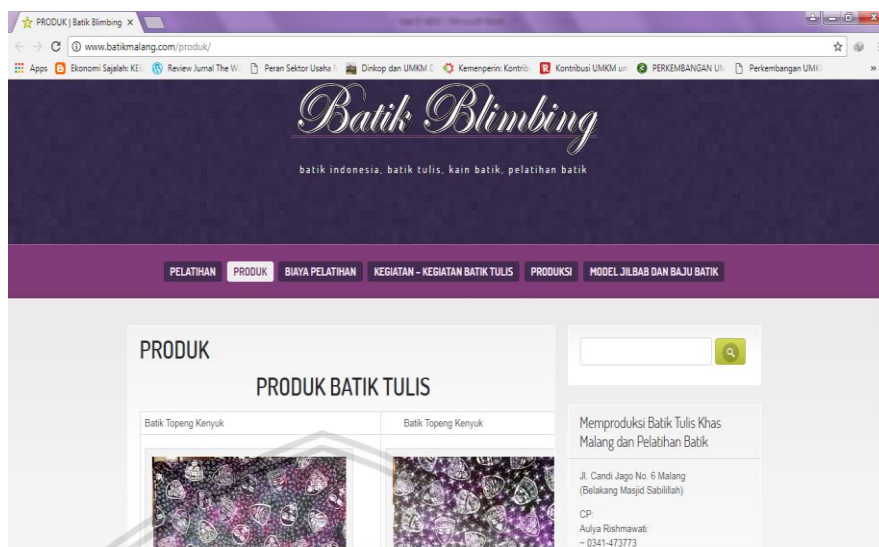 PRODUK | Batik Blimbing
www.batikmalang.com/produk/
Apps Ekonomi Sajalah: KE Review Jurnal The W Peran Sektor Usaha Dinkop dan UMKM D Kemenperin: Kontrib Kontribusi UMKM un PERKEMBANGAN UM Perkembangan UMK
Batik Blimbing
batik indonesia, batik tulis, kain batik, pelatihan batik
PELATIHAN PRODUK BIAYA PELATIHAN KEGIATAN – KEGIATAN BATIK TULIS PRODUKSI MODEL JILBAB DAN BAJU BATIK
PRODUK
PRODUK BATIK TULIS
Batik Topeng Kenyuk Batik Topeng Kenyuk
Memproduksi Batik Tulis Khas
Malang dan Pelatihan Batik
Jl. Candi Jago No. 6 Malang
(Belakang Masjid Sabilillah)
CP:
Aulya Rishmawati:
~ 0341-473773